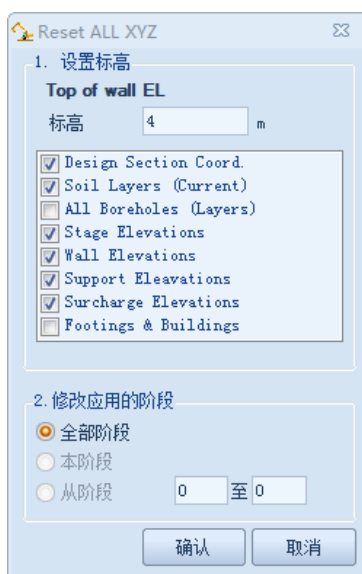 Reset ALL XYZ
1. 设置标高
Top of wall EL
标高 4 m
Design Section Coord.
Soil Layers (Current)
All Boreholes (Layers)
Stage Elevations
Wall Elevations
Support Eleavations
Surcharge Elevations
Footings & Buildings
2.修改应用的阶段
全部阶段
本阶段
从阶段 0 至 0
确认 取消